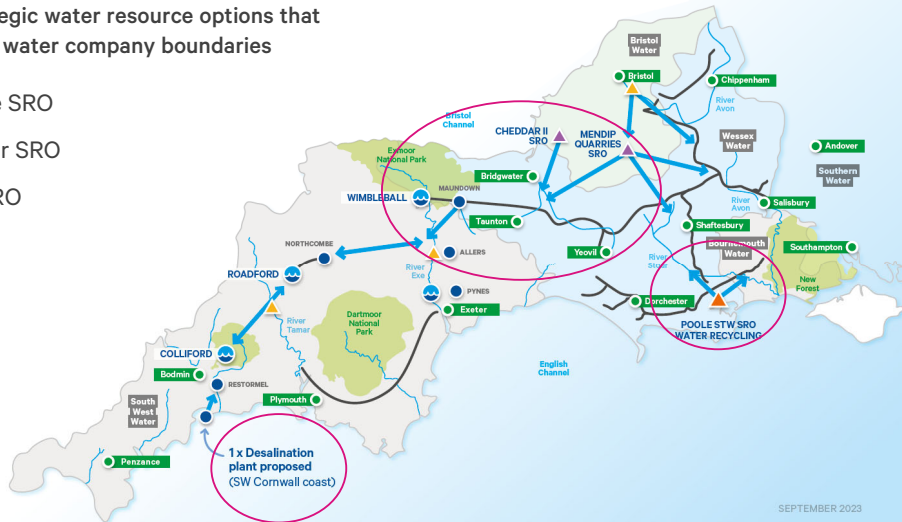 egic water resource options that
water company boundaries
SRO
r SRO
RO
Bristol
Water
Bristol
Chippenham
River
Avon
Bristol
Channel
CHEDDAR II
SRO
MENDIP
QUARRIES
SRO
Wessex
Water
Andover
Southern
Water
Exmoor
National Park
Bridgwater
MAUNDOWN
WIMBLEBALL
River
Avon
Salisbury
Taunton
Shaftesbury
NORTHCOMBE
ALLERS
Yeovil
Bournemouth
Water
Southampton
River
Stour
ROADFORD
River
Exe
New
Forest
PYNES
Dorchester
Exeter
River
Tamar
Dartmoor
National
Park
POOLE STW SRO
WATER RECYCLING
COLLIFORD
English
Channel
Bodmin
RESTORMEL
Plymouth
South
West
Water
1 x Desalination
plant proposed
(SW Cornwall coast)
Penzance
SEPTEMBER 2023